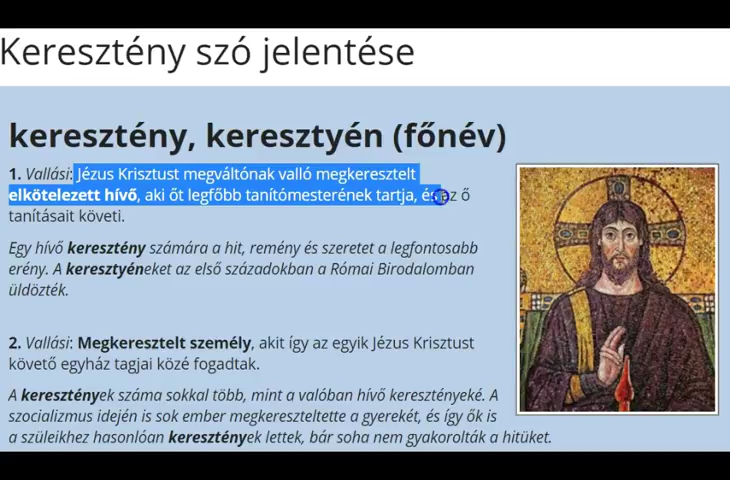 Keresztény szó jelentése
keresztény, keresztyén (főnév)
1. Vallási: Jézus Krisztust megváltónak valló megkeresztelt
elkötelezett hívő, aki őt legfőbb tanítómesterének tartja, és az ő
tanításait követi.
Egy hívő keresztény számára a hit, remény és szeretet a legfontosabb
erény. A keresztyéneket az első századokban a Római Birodalomban
üldözték.
2. Vallási: Megkeresztelt személy, akit így az egyik Jézus Krisztust
követő egyház tagjai közé fogadtak.
A keresztények száma sokkal több, mint a valóban hívő keresztényeké. A
szocializmus idején is sok ember megkereszteltette a gyerekét, és így ők is
a szüleikhez hasonlóan keresztények lettek, bár soha nem gyakorolták a hitüket.